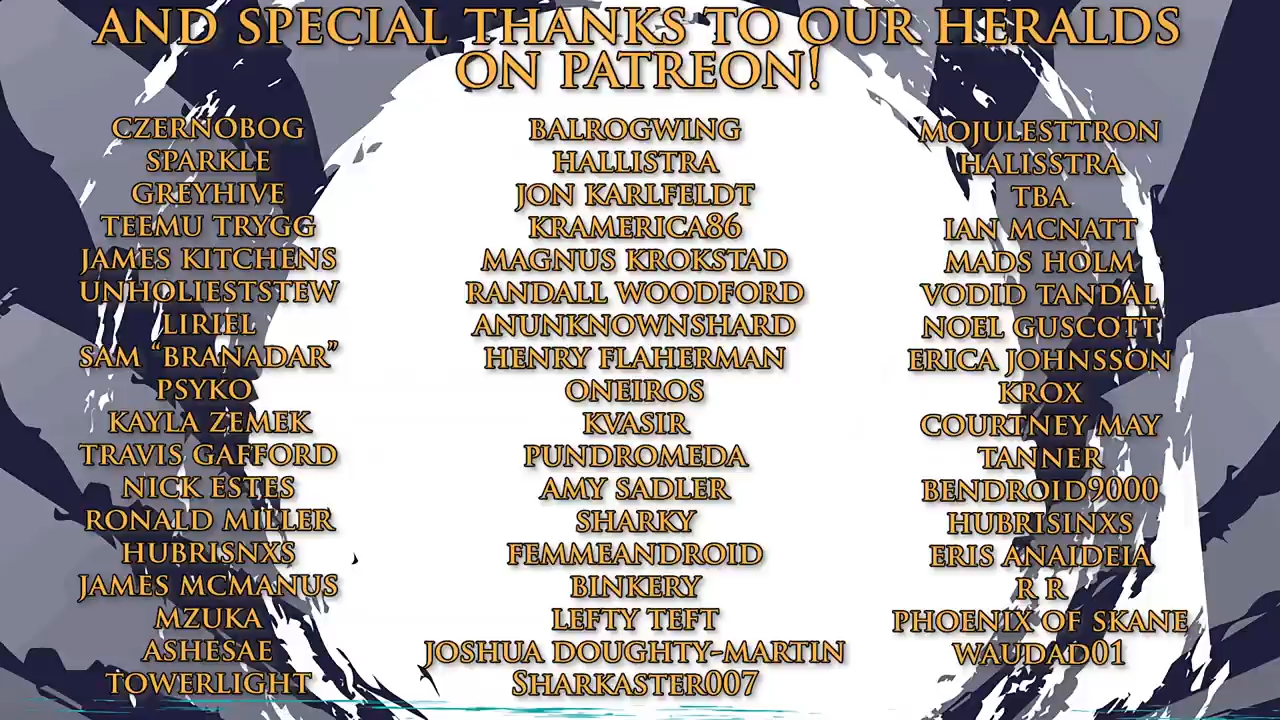 AND SPECIAL THANKS TO OUR HERALDS
ON PATREON!
CZERNOBOG
SPARKLE
GREYHIVE
TEEMU TRYGG
JAMES KITCHENS
UNHOLIESTSTEW
LIRIEL
SAM “BRANADAR”
PSYKO
KAYLA ZEMEK
TRAVIS GAFFORD
NICK ESTES
RONALD MILLER
HUBRISNXS
JAMES MCMANUS
MZUKA
ASHESAE
TOWERLIGHT
BALROGWING
HALLISTRA
JON KARLFELDT
KRAMERICA86
MAGNUS KROKSTAD
RANDALL WOODFORD
ANUNKNOWNSHARD
HENRY FLAHERMAN
ONEIROS
KVASIR
PUNDROMEDA
AMY SADLER
SHARKY
FEMMEANDROID
BINKERY
LEFTY TEFT
JOSHUA DOUGHTY-MARTIN
SHARKASTER007
MOJULESTTRON
HALISSTRA
TBA
IAN MCNATT
MADS HOLM
VODID TANDAL
NOEL GUSCOTT
ERICA JOHNSSON
KROX
COURTNEY MAY
TANNER
BENDROID9000
HUBRISINXS
ERIS ANAIDEIA
R R
PHOENIX OF SKANE
WAUDAD01